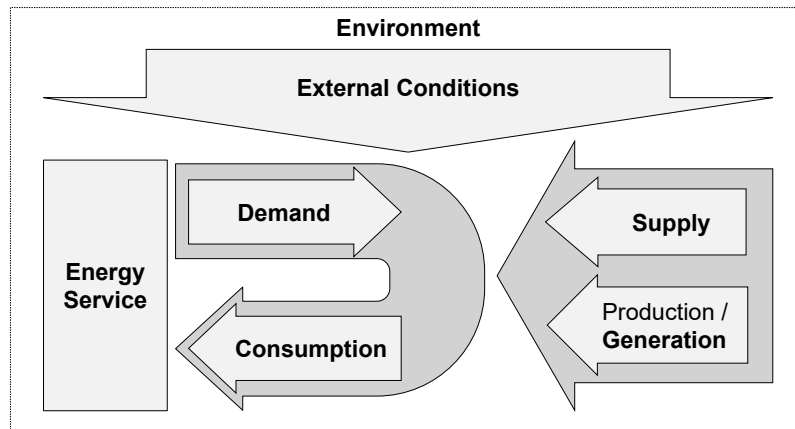 Environment
External Conditions
Demand
Supply
Energy
Service
Production /
Generation
Consumption